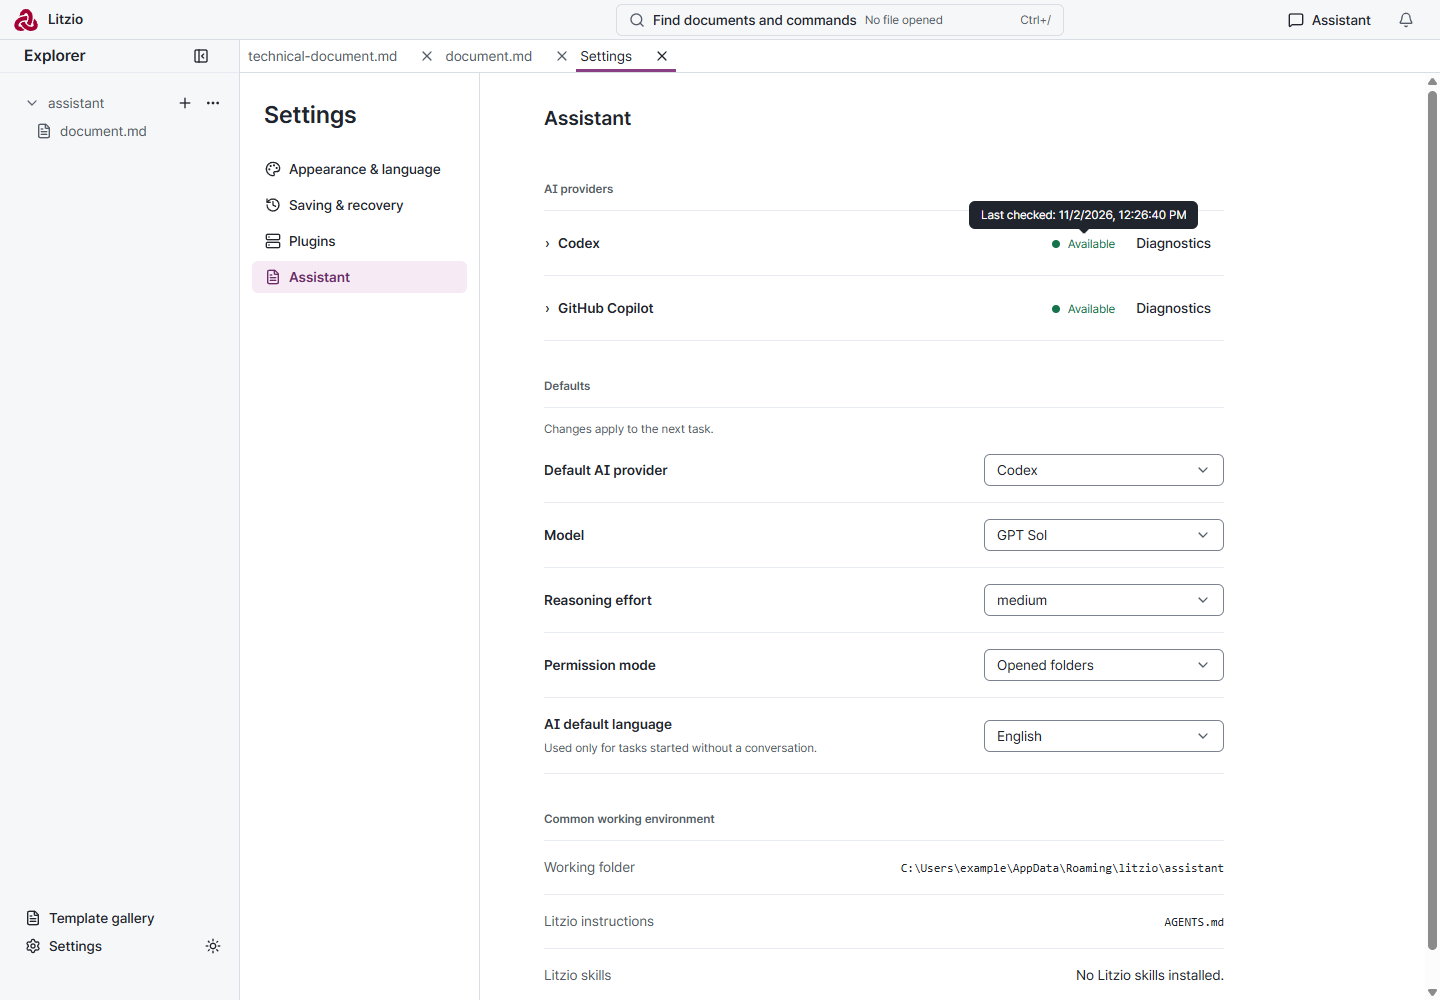 Litzio
Find documents and commands No file opened Ctrl+/
Assistant
Explorer
technical-document.md
document.md
Settings
assistant
document.md
Template gallery
Settings
Settings
Appearance & language
Saving & recovery
Plugins
Assistant
Assistant
AI providers
Last checked: 11/2/2026, 12:26:40 PM
Codex Available Diagnostics
GitHub Copilot Available Diagnostics
Defaults
Changes apply to the next task.
Default AI provider Codex
Model GPT Sol
Reasoning effort medium
Permission mode Opened folders
AI default language English
Used only for tasks started without a conversation.
Common working environment
Working folder C:\Users\example\AppData\Roaming\litzio\assistant
Litzio instructions AGENTS.md
Litzio skills No Litzio skills installed.